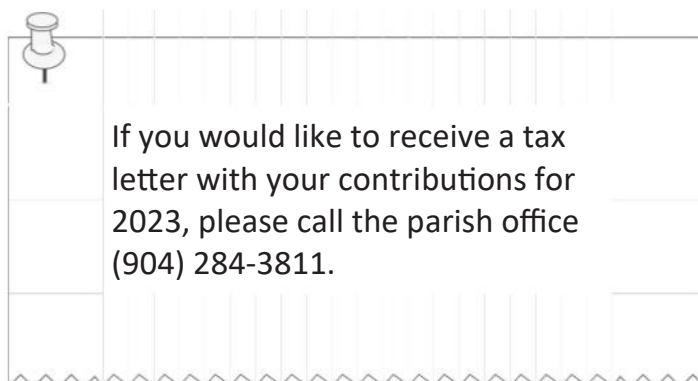 If you would like to receive a tax
letter with your contributions for
2023, please call the parish office
(904) 284-3811.